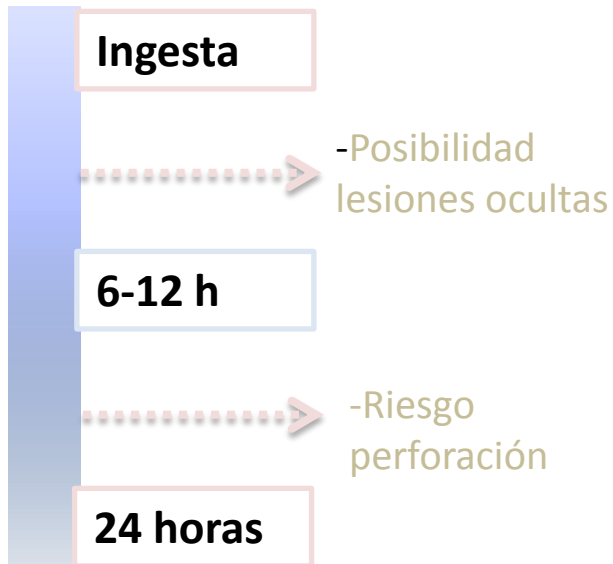 Ingesta
-Posibilidad
lesiones ocultas
6-12 h
-Riesgo
perforación
24 horas